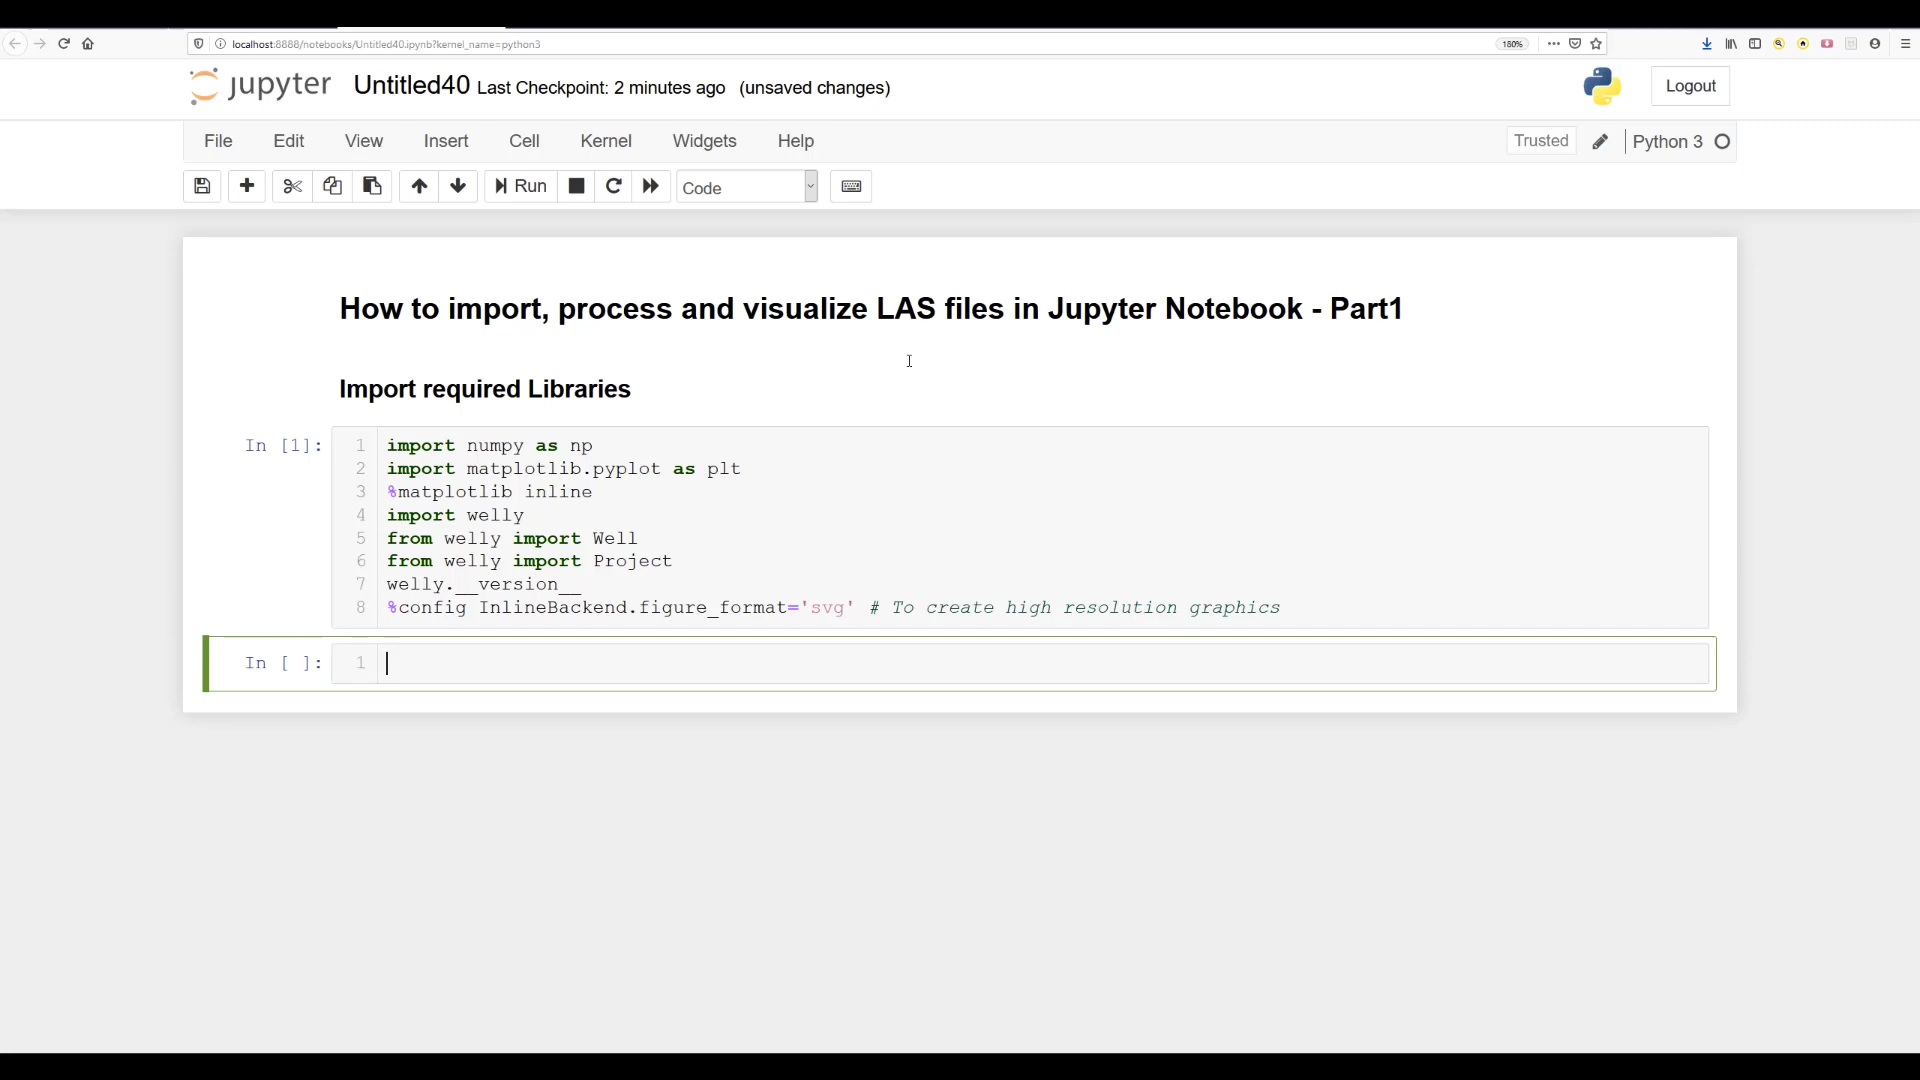 localhost:8888/notebooks/Untitled40.ipynb?kernel_name=python3
180%
jupyter Untitled40 Last Checkpoint: 2 minutes ago (unsaved changes)
Logout
File Edit View Insert Cell Kernel Widgets Help
Trusted Python 3
Run Code
How to import, process and visualize LAS files in Jupyter Notebook - Part1
Import required Libraries
In [1]:
1 import numpy as np
2 import matplotlib.pyplot as plt
3 %matplotlib inline
4 import welly
5 from welly import Well
6 from welly import Project
7 welly.__version__
8 %config InlineBackend.figure_format='svg' # To create high resolution graphics
In [ ]: 1